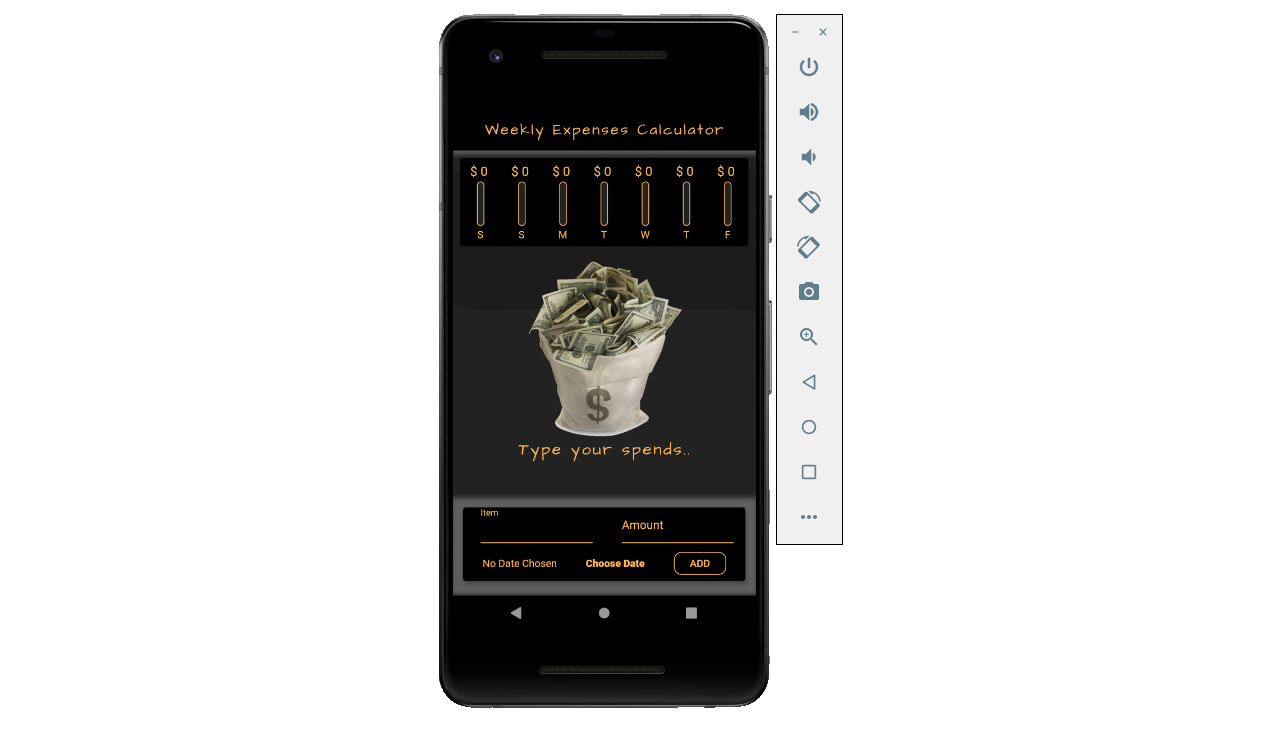 Weekly Expenses Calculator
$ 0 $ 0 $ 0 $ 0 $ 0 $ 0 $ 0
S S M T W T F
$
Type your spends..
Item
Amount
No Date Chosen Choose Date ADD